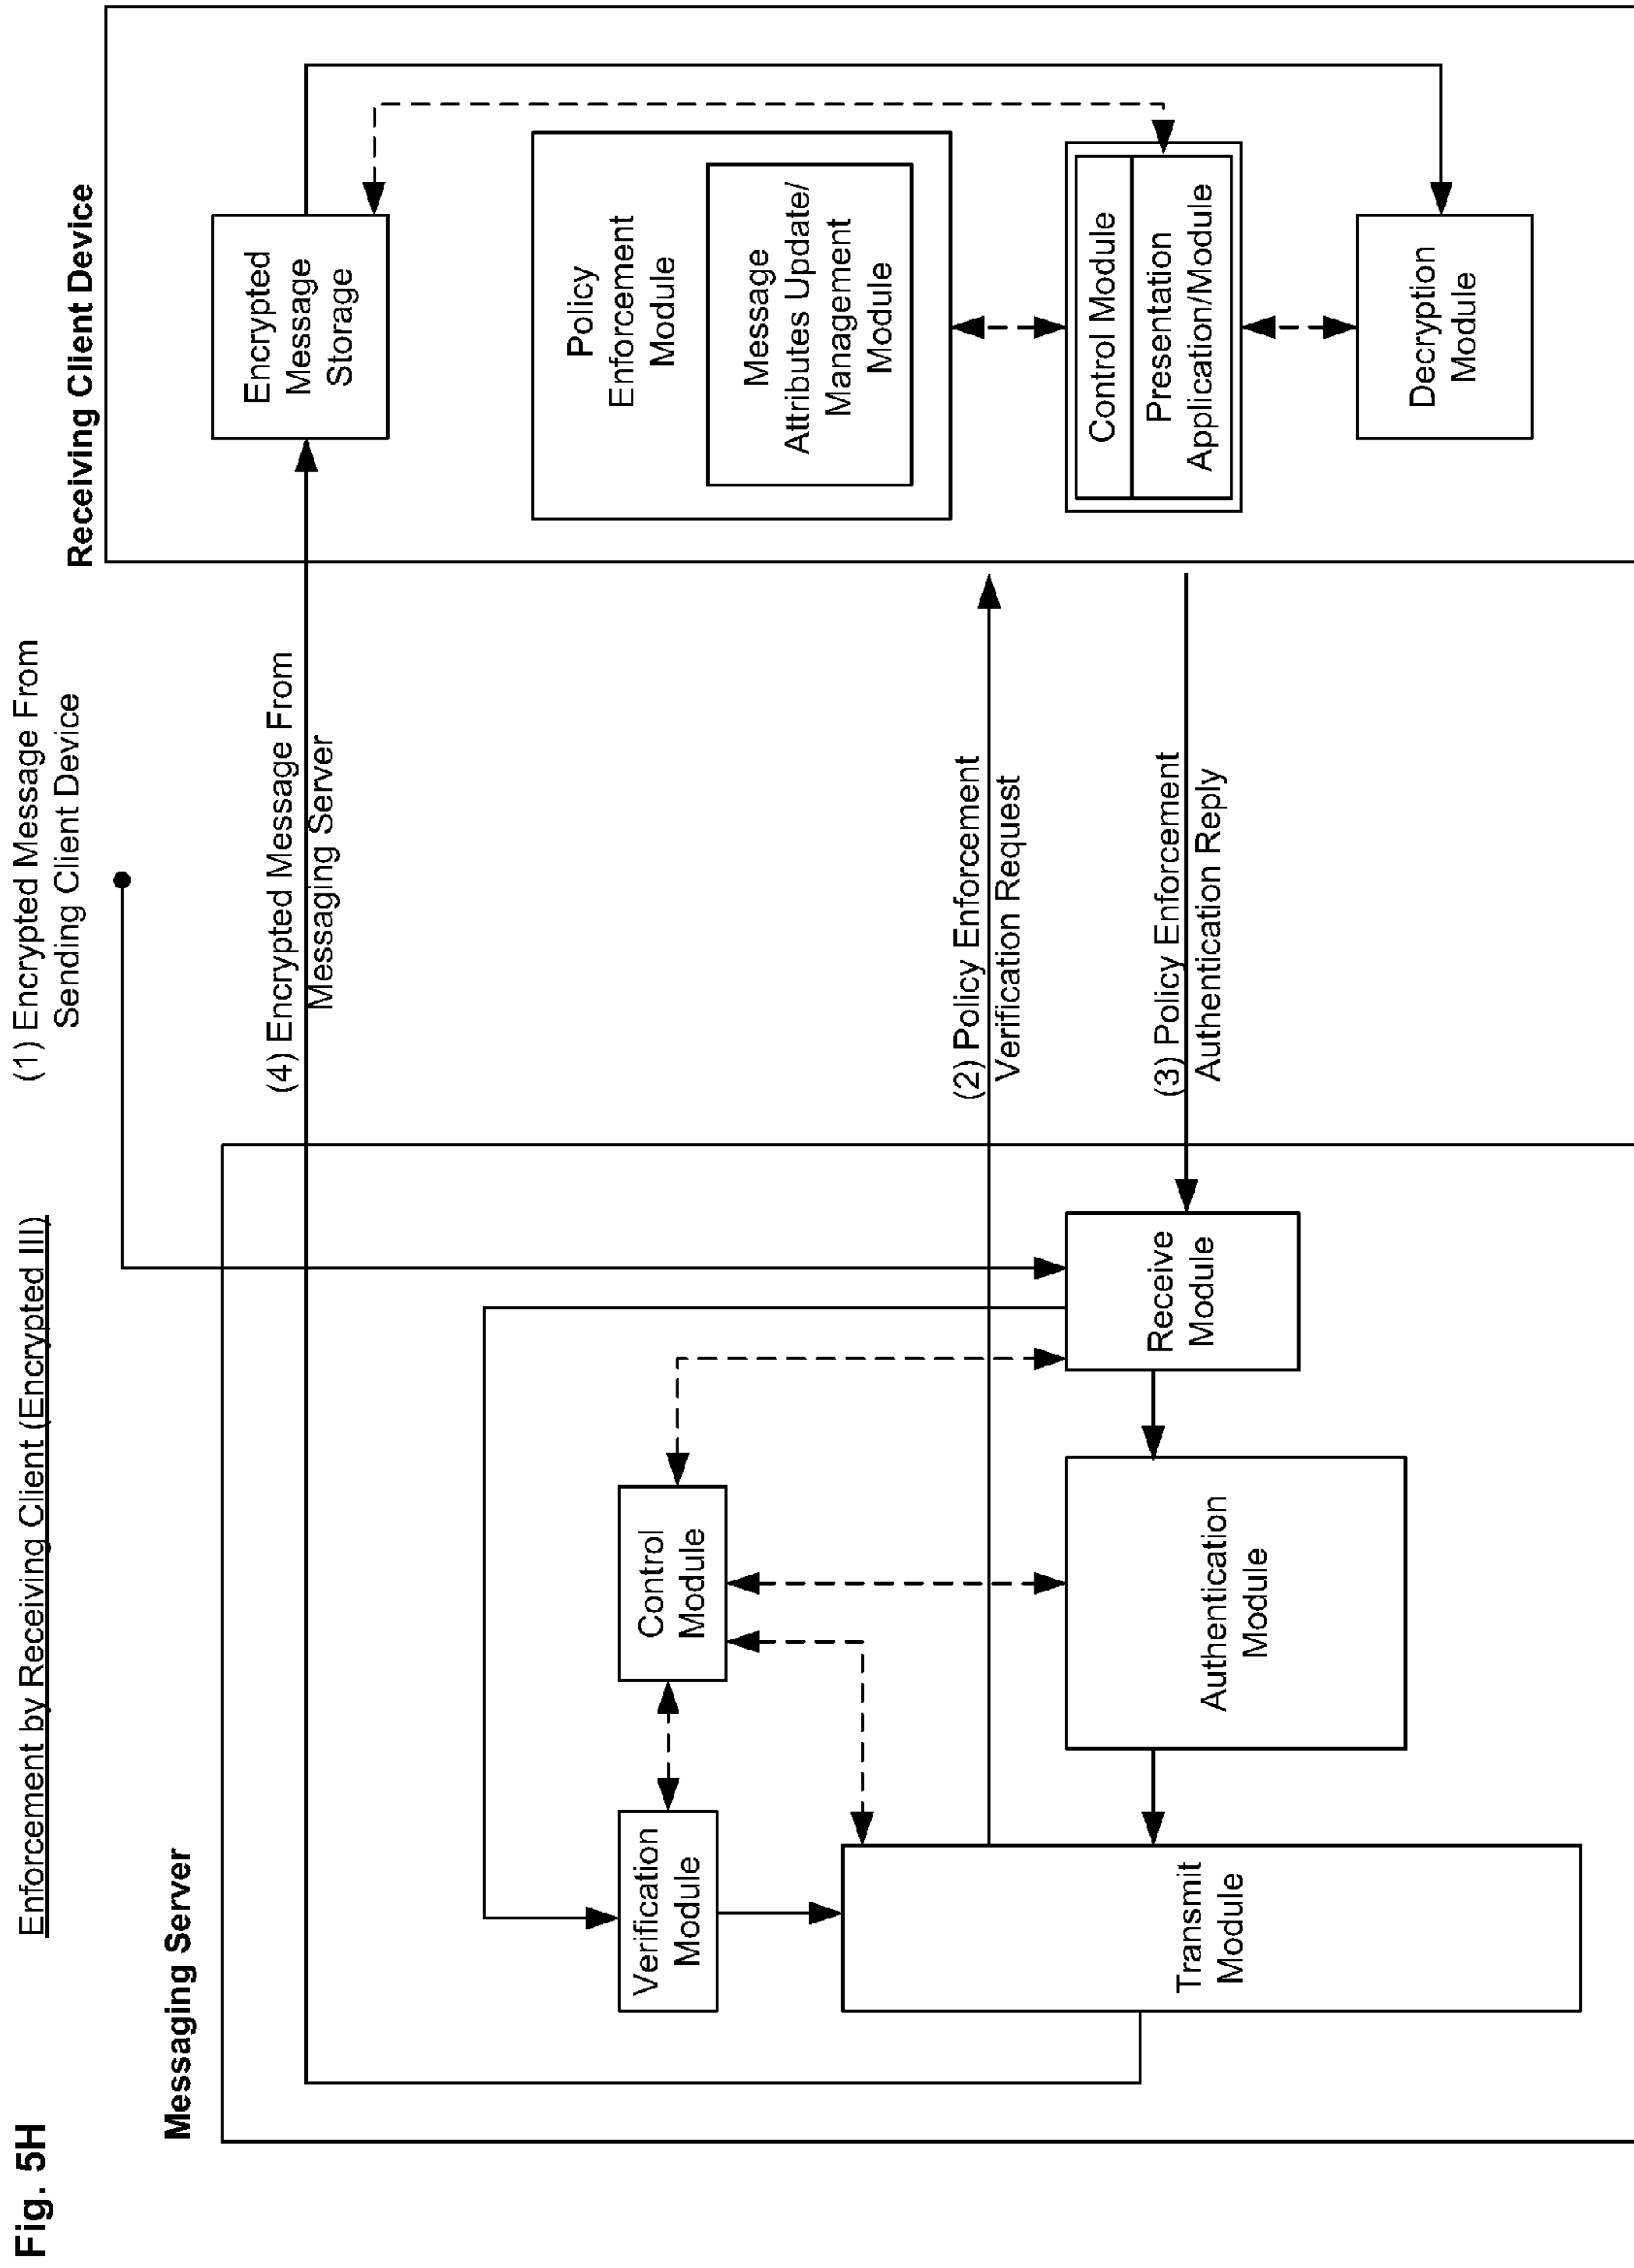 Fig. 5H
Enforcement by Receiving Client (Encrypted III)
(1) Encrypted Message From
Sending Client Device
Receiving Client Device
Messaging Server
(4) Encrypted Message From
Messaging Server
Encrypted
Message
Storage
Policy
Enforcement
Module
Message
Attributes Update/
Management
Module
Verification
Module
Control
Module
(2) Policy Enforcement
Verification Request
Control Module
Presentation
Application/Module
Transmit
Module
Authentication
Module
Receive
Module
(3) Policy Enforcement
Authentication Reply
Decryption
Module